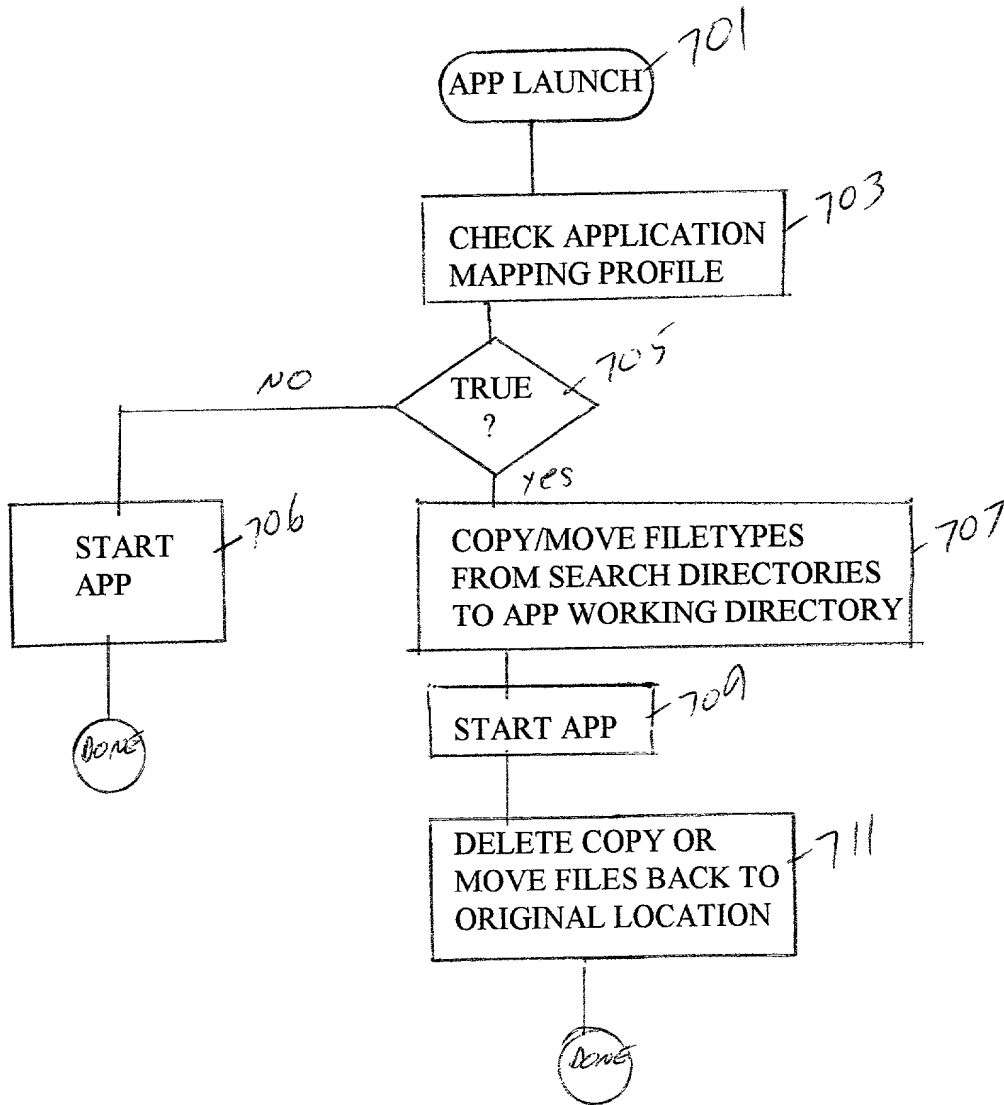 701
APP LAUNCH
703
CHECK APPLICATION
MAPPING PROFILE
705
NO
TRUE
?
yes
706
START
APP
707
COPY/MOVE FILETYPES
FROM SEARCH DIRECTORIES
TO APP WORKING DIRECTORY
709
START APP
DONE
711
DELETE COPY OR
MOVE FILES BACK TO
ORIGINAL LOCATION
DONE